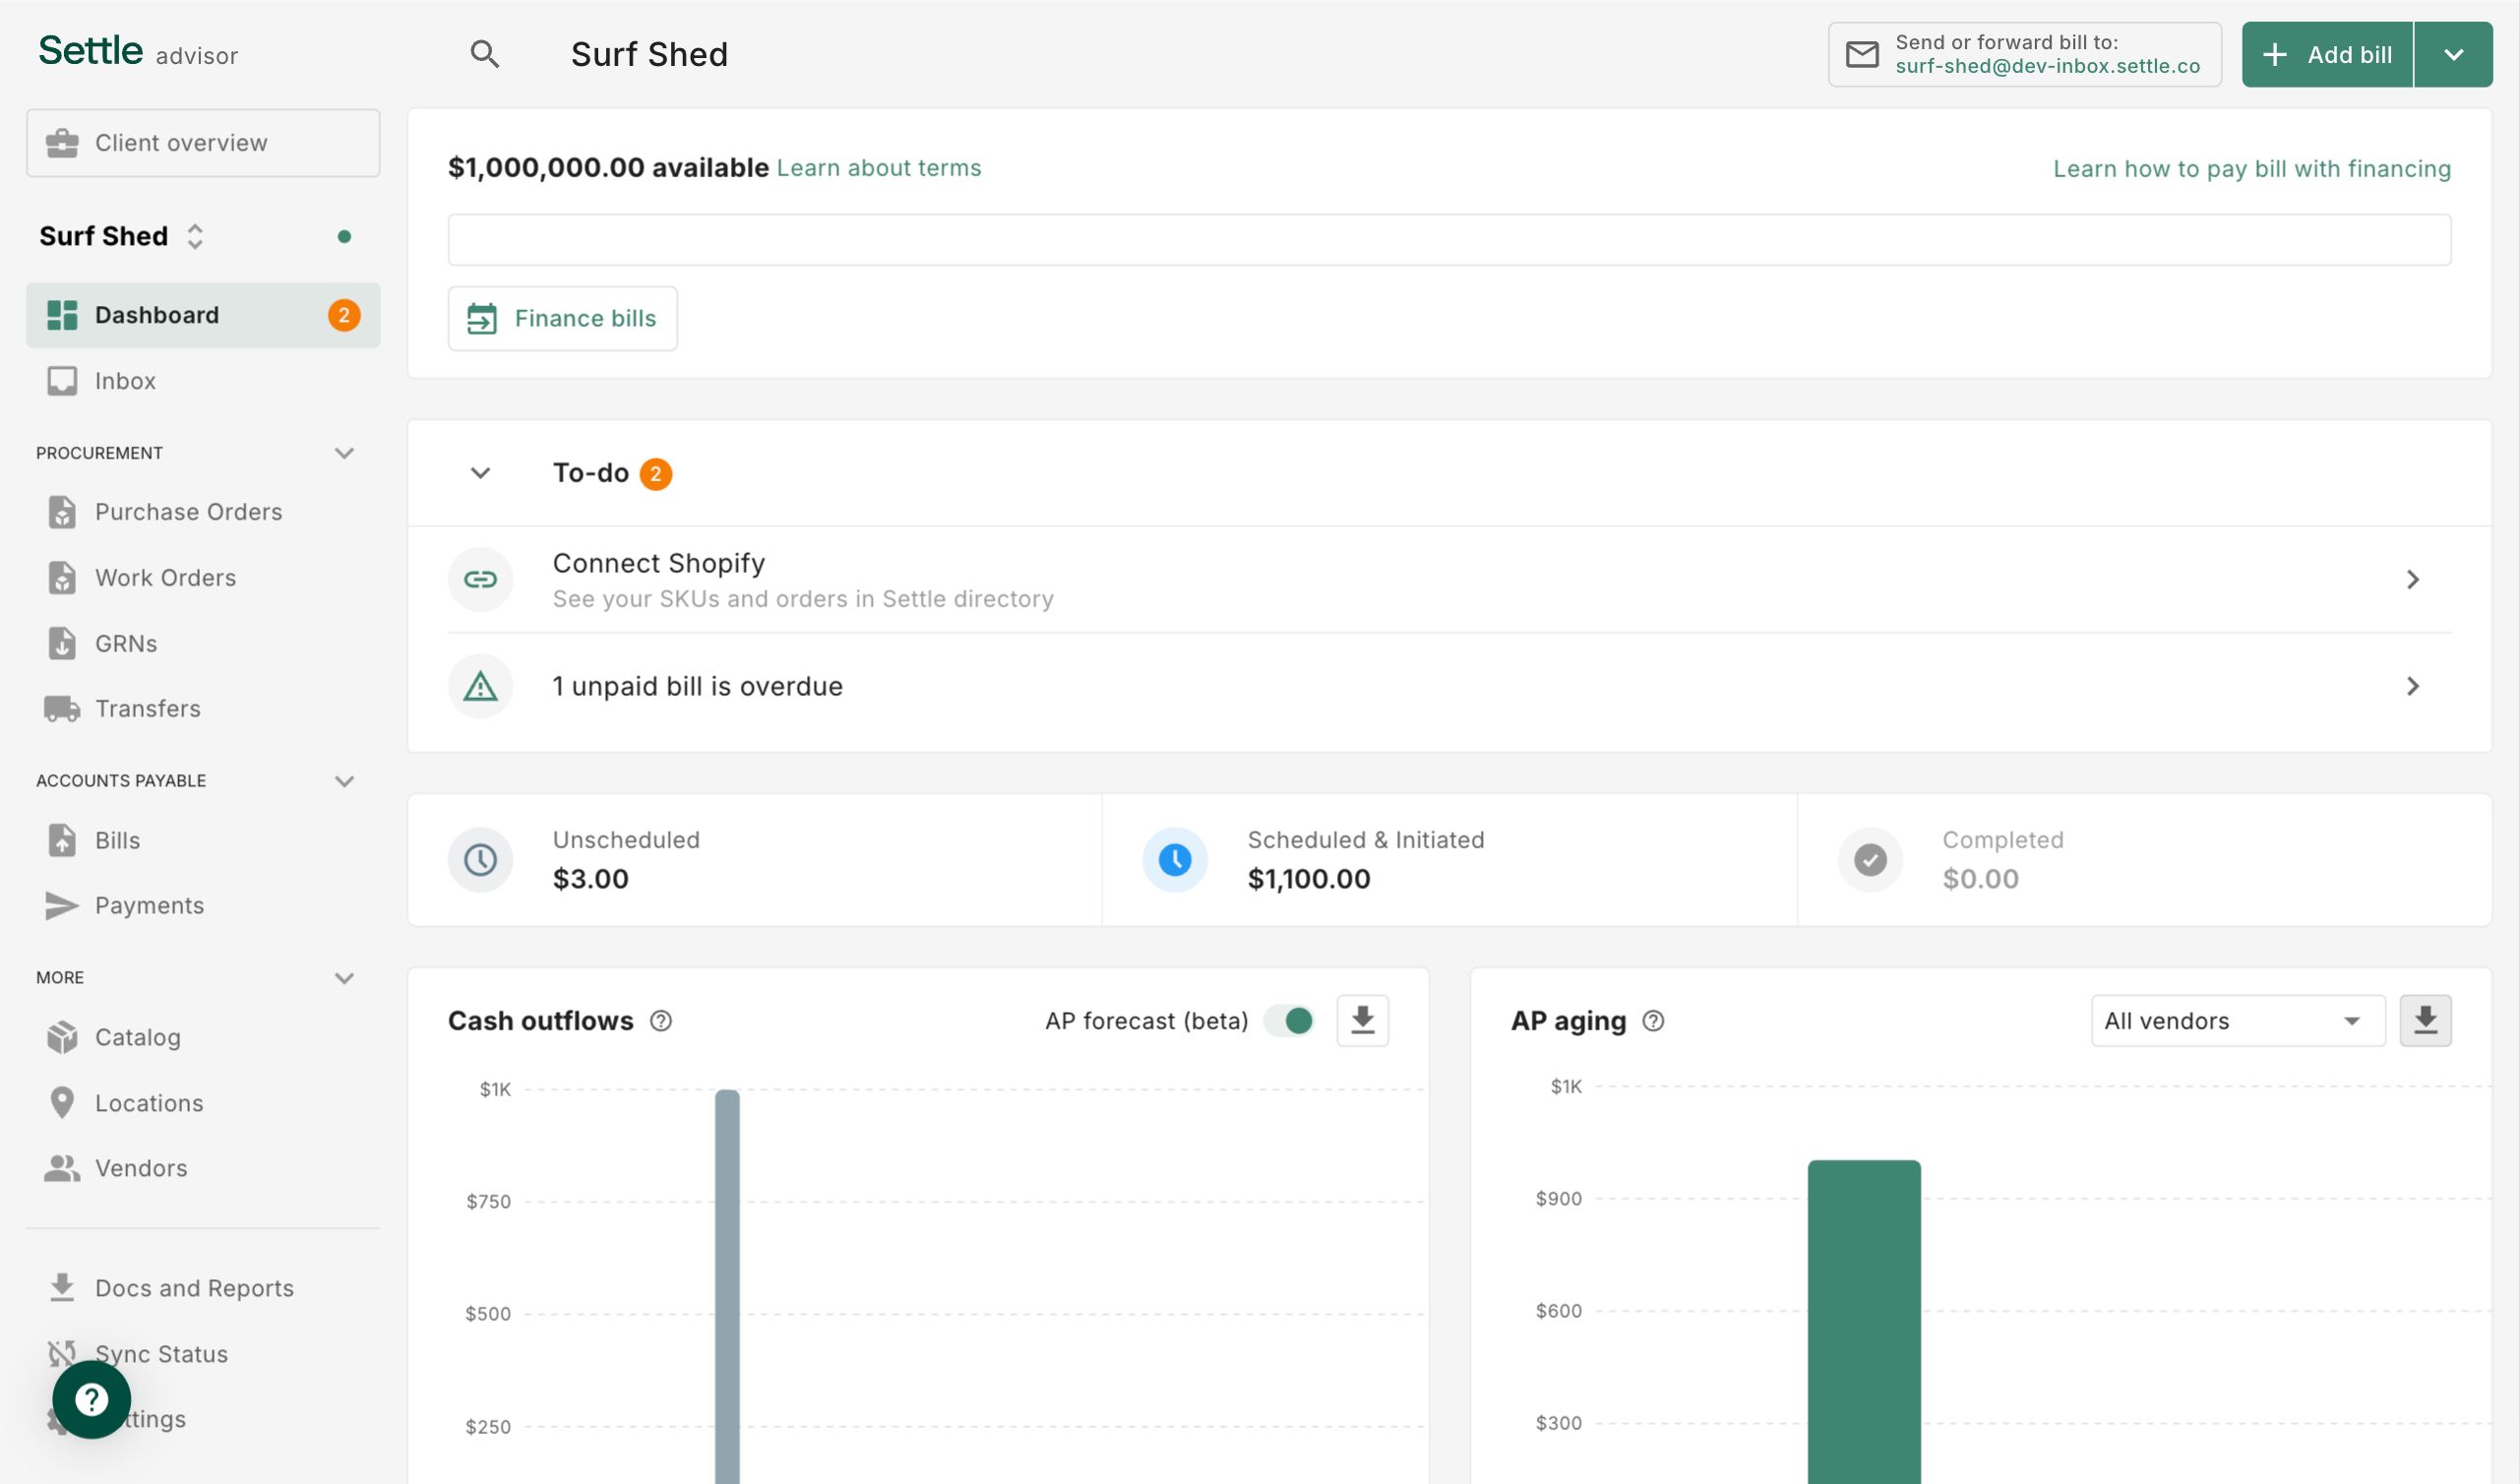 Settle advisor
Surf Shed
Send or forward bill to:
surf-shed@dev-inbox.settle.co
Add bill
Client overview
Surf Shed
Dashboard 2
Inbox
PROCUREMENT
Purchase Orders
Work Orders
GRNs
Transfers
ACCOUNTS PAYABLE
Bills
Payments
MORE
Catalog
Locations
Vendors
Docs and Reports
Sync Status
ttings
$1,000,000.00 available Learn about terms
Learn how to pay bill with financing
Finance bills
To-do 2
Connect Shopify
See your SKUs and orders in Settle directory
1 unpaid bill is overdue
Unscheduled
$3.00
Scheduled & Initiated
$1,100.00
Completed
$0.00
Cash outflows
AP forecast (beta)
$1K
$750
$500
$250
AP aging
All vendors
$1K
$900
$600
$300